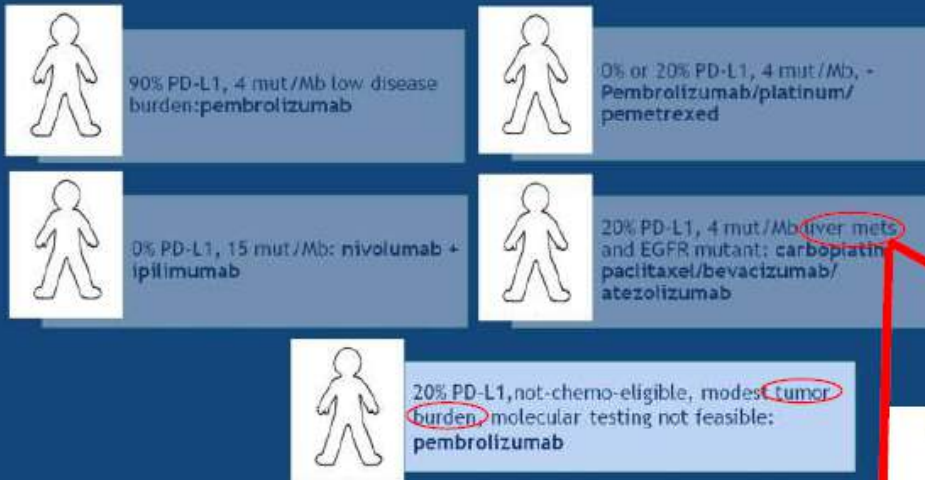 90% PD-L1, 4 mut/Mb low disease
burden:pembrolizumab
0% or 20% PD-L1, 4 mut/Mb, -
Pembrolizumab/platinum/
pemetrexed
0% PD-L1, 15 mut/Mb: nivolumab +
ipilimumab
20% PD-L1, 4 mut/Mb liver mets
and EGFR mutant: carboplatin
paclitaxel/bevacizumab/
atezolizumab
20% PD-L1,not-chemo-eligible, modest tumor
burden, molecular testing not feasible:
pembrolizumab